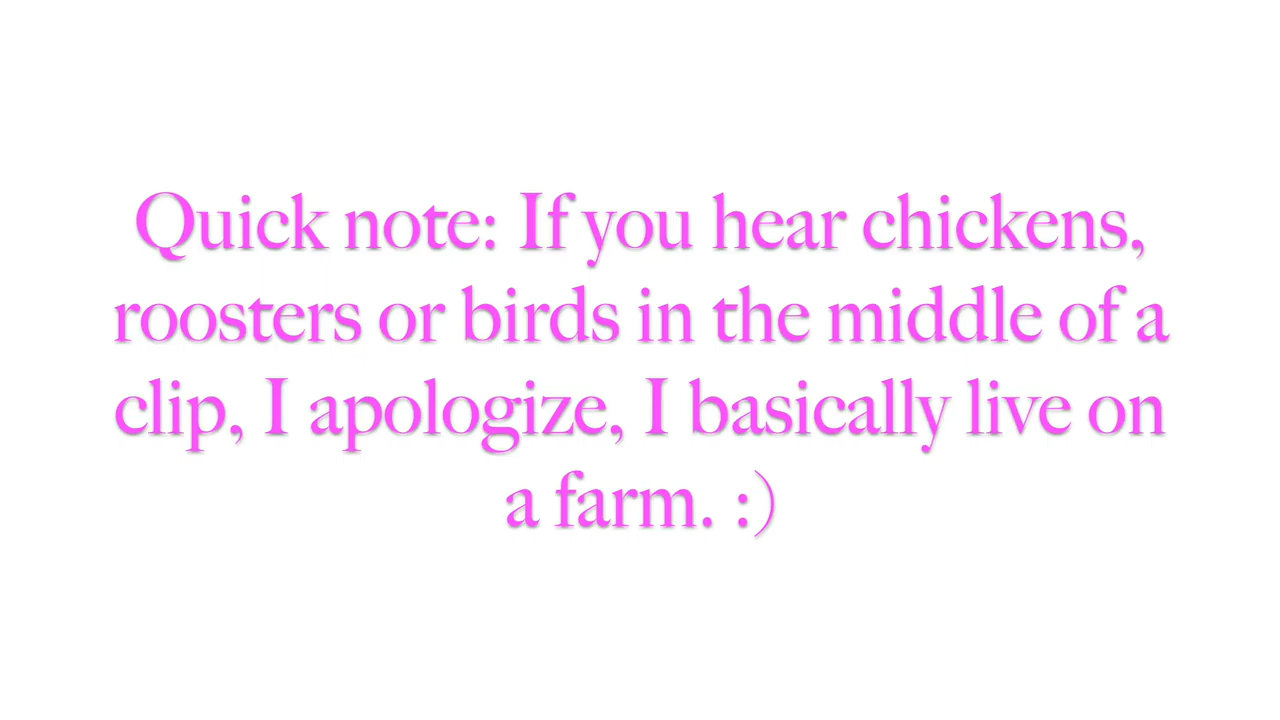 Quick note: If you hear chickens,
roosters or birds in the middle of a
clip, I apologize, I basically live on
a farm. :)